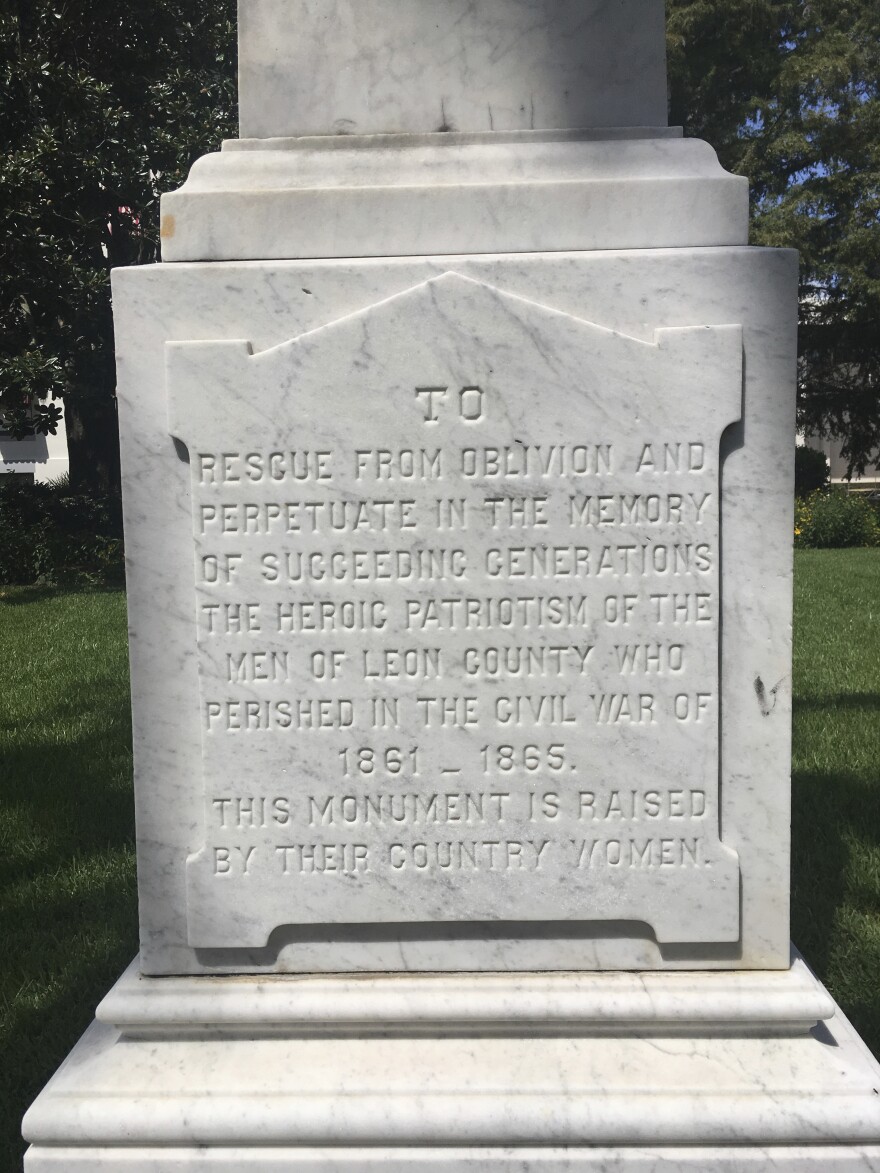 TO
RESCUE FROM OBLIVION AND
PERPETUATE IN THE MEMORY
OF SUCCEEDING GENERATIONS
THE HEROIC PATRIOTISM OF THE
MEN OF LEON COUNTY WHO
PERISHED IN THE CIVIL WAR OF
1861 _ 1865.
THIS MONUMENT IS RAISED
BY THEIR COUNTRY WOMEN.